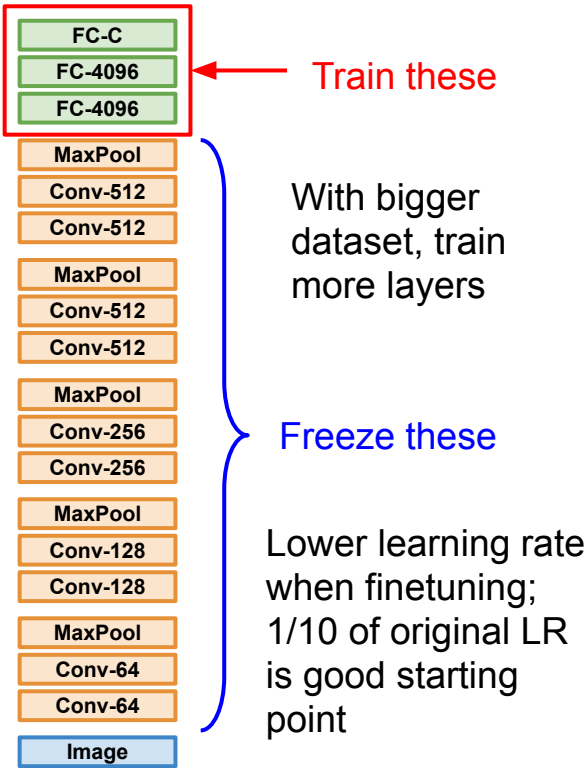 FC-C
FC-4096
FC-4096
Train these
MaxPool
Conv-512
Conv-512
With bigger
dataset, train
more layers
MaxPool
Conv-512
Conv-512
MaxPool
Conv-256
Conv-256
Freeze these
MaxPool
Conv-128
Conv-128
MaxPool
Conv-64
Conv-64
Lower learning rate
when finetuning;
1/10 of original LR
is good starting
point
Image